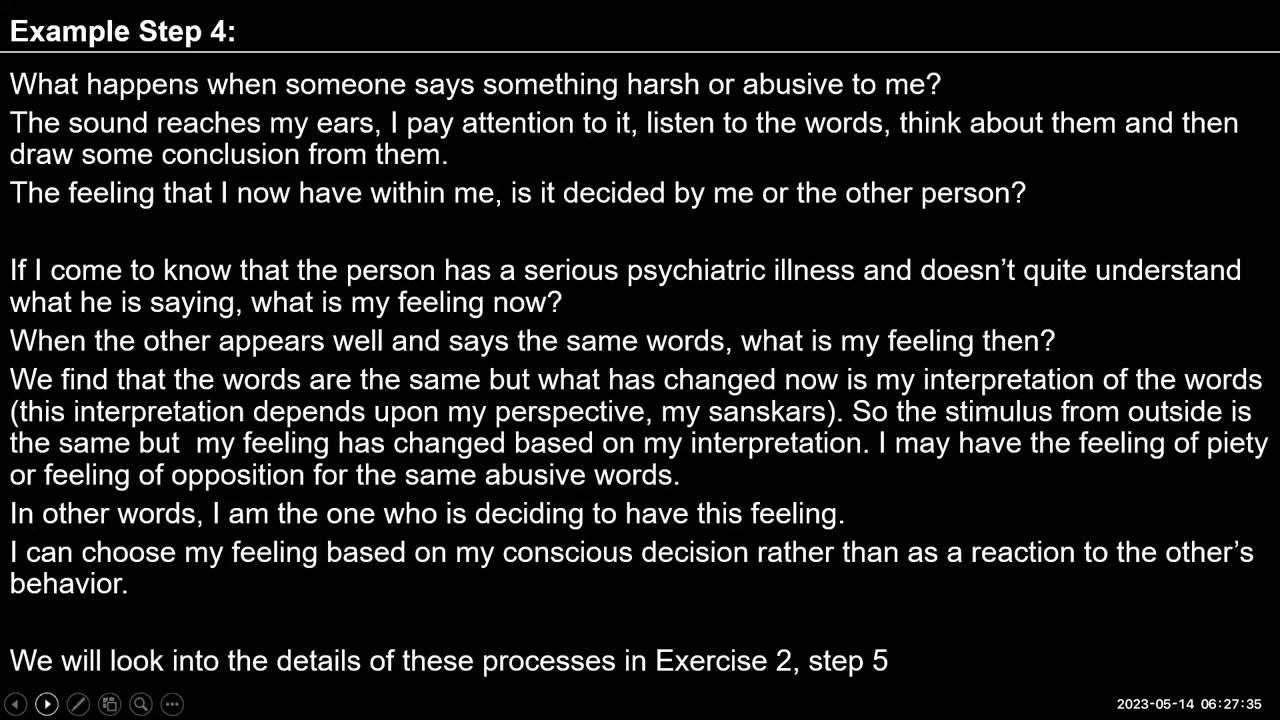 Example Step 4:
What happens when someone says something harsh or abusive to me?
The sound reaches my ears, I pay attention to it, listen to the words, think about them and then
draw some conclusion from them.
The feeling that I now have within me, is it decided by me or the other person?
If I come to know that the person has a serious psychiatric illness and doesn’t quite understand
what he is saying, what is my feeling now?
When the other appears well and says the same words, what is my feeling then?
We find that the words are the same but what has changed now is my interpretation of the words
(this interpretation depends upon my perspective, my sanskars). So the stimulus from outside is
the same but  my feeling has changed based on my interpretation. I may have the feeling of piety
or feeling of opposition for the same abusive words.
In other words, I am the one who is deciding to have this feeling.
I can choose my feeling based on my conscious decision rather than as a reaction to the other’s
behavior.
We will look into the details of these processes in Exercise 2, step 5
2023-05-14 06:27:35